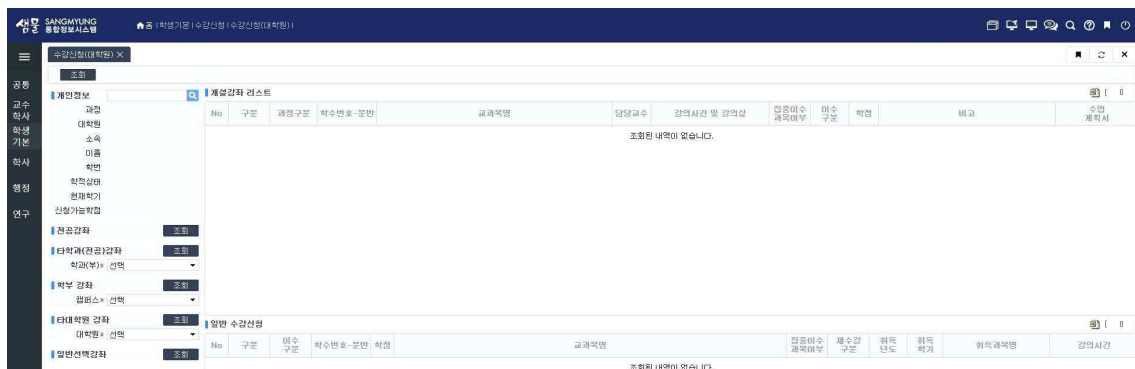 샘물 SANGMYUNG 통합정보시스템
홈 | 학생기본 | 수강신청 | 수강신청(대학원) |
수강신청(대학원) ×
조회
공통
교수
학사
학생
기본
학사
행정
연구
개인정보
과정
대학원
소속
이름
학번
학적상태
현재학기
신청가능학점
전공강좌 조회
타학과(전공)강좌 조회
학과(부)* 선택
학부 강좌 조회
캠퍼스* 선택
타대학원 강좌 조회
대학원* 선택
일반선택강좌 조회
개설강좌 리스트 [ 0
No 구분 과정구분 학수번호-분반 교과목명 담당교수 강의시간 및 강의실 집중이수 과목여부 이수 구분 학점 비고 수업 계획서
조회된 내역이 없습니다.
일반 수강신청 [ 0
No 구분 이수 구분 학수번호-분반 학점 교과목명 집중이수 과목여부 재수강 구분 취득 년도 취득 학기 취득과목명 강의시간
조회된 내역이 없습니다.